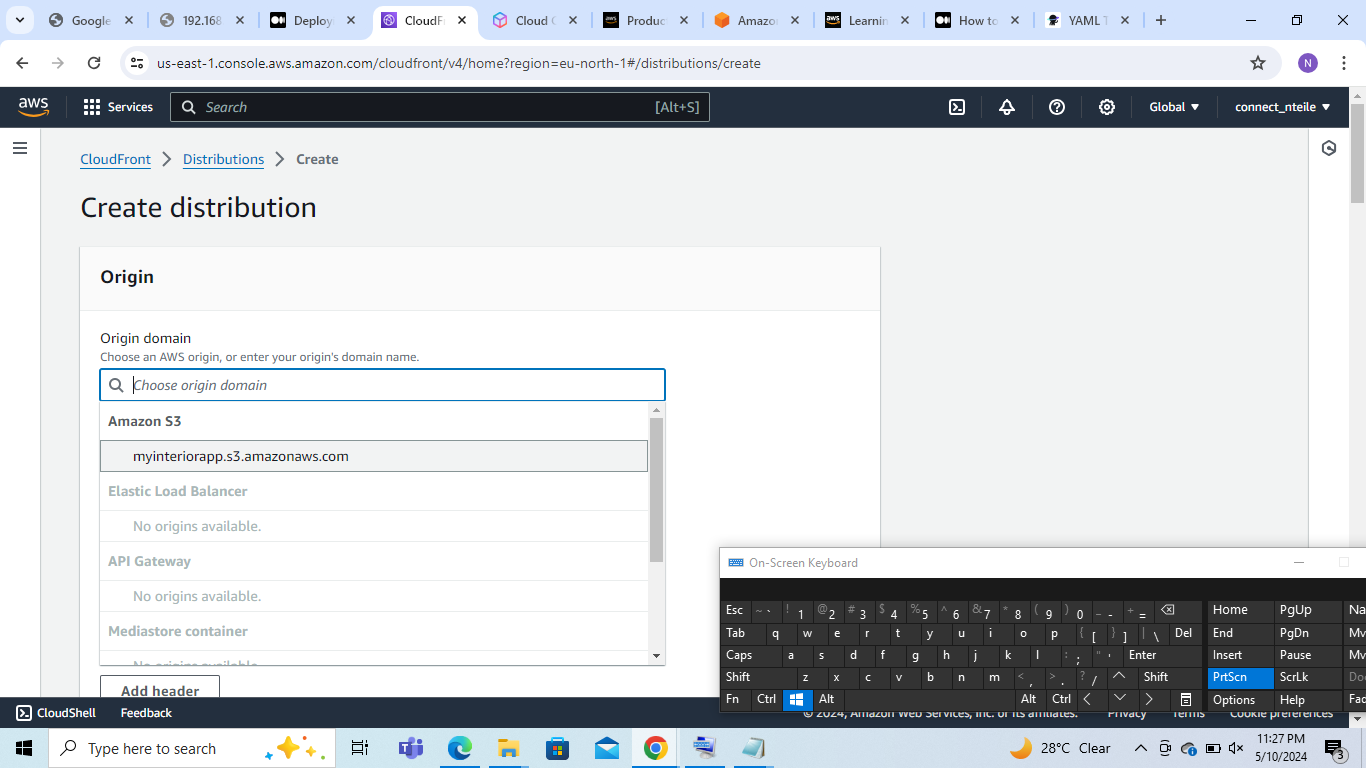 Google
192.168
Deploy
CloudFr
Cloud C
Produc
Amazo
Learnin
How to
YAML T
us-east-1.console.aws.amazon.com/cloudfront/v4/home?region=eu-north-1#/distributions/create
N
aws
Services
Search
[Alt+S]
Global
connect_nteile
CloudFront
Distributions
Create
Create distribution
Origin
Origin domain
Choose an AWS origin, or enter your origin's domain name.
Choose origin domain
Amazon S3
myinteriorapp.s3.amazonaws.com
Elastic Load Balancer
No origins available.
API Gateway
No origins available.
Mediastore container
No origins available.
Add header
CloudShell
Feedback
© 2024, Amazon Web Services, Inc. or its affiliates.
Privacy
Terms
Cookie preferences
On-Screen Keyboard
Esc ~ ` ! 1 @ 2 # 3 $ 4 % 5 ^ 6 & 7 * 8 ( 9 ) 0 _ - + = Home PgUp Na
Tab q w e r t y u i o p { [ } ] | \ Del End PgDn Mv
Caps a s d f g h j k l : ; " ' Enter Insert Pause Mv
Shift z x c v b n m < , > . ? / Shift PrtScn ScrLk Do
Fn Ctrl Alt Alt Ctrl Options Help Fad
Type here to search
28°C Clear
11:27 PM
5/10/2024
3